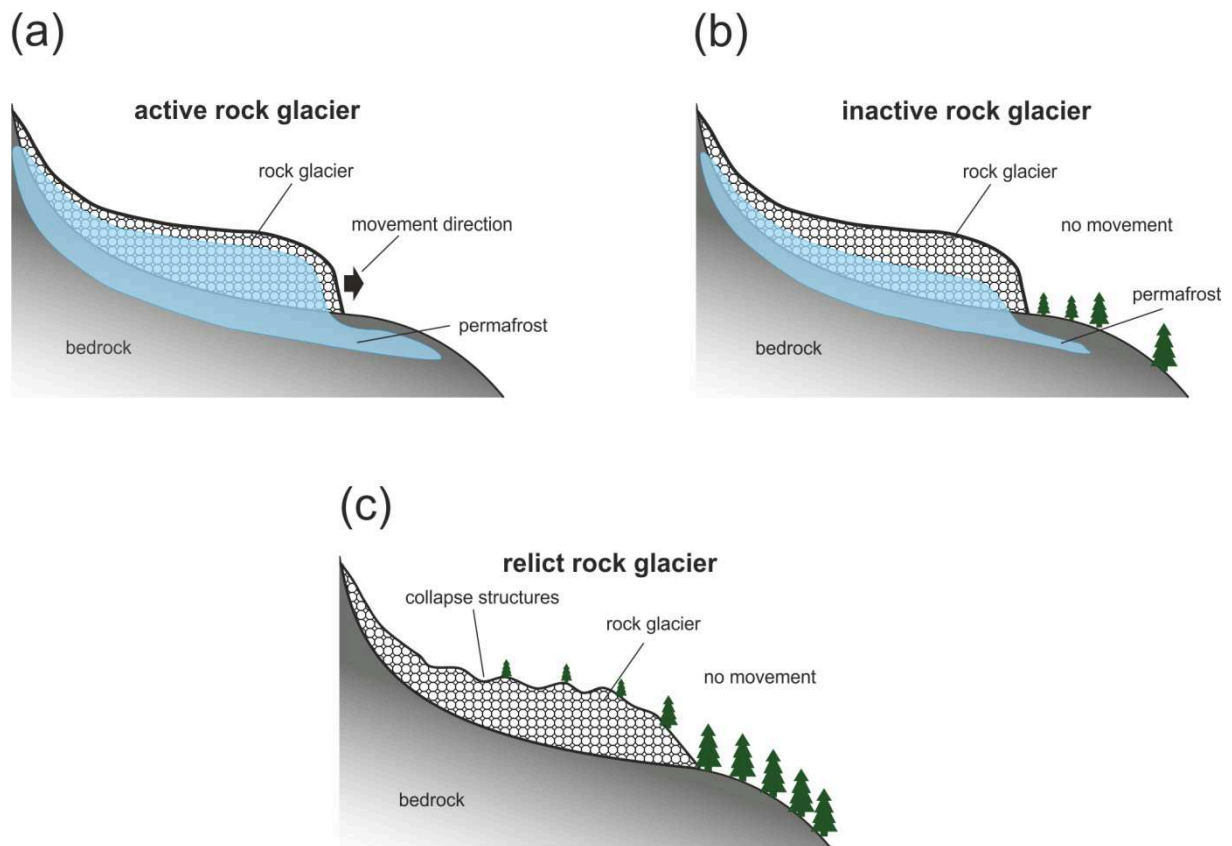 (a)
active rock glacier
rock glacier
movement direction
permafrost
bedrock
(b)
inactive rock glacier
rock glacier
no movement
permafrost
bedrock
(c)
relict rock glacier
collapse structures
rock glacier
no movement
bedrock